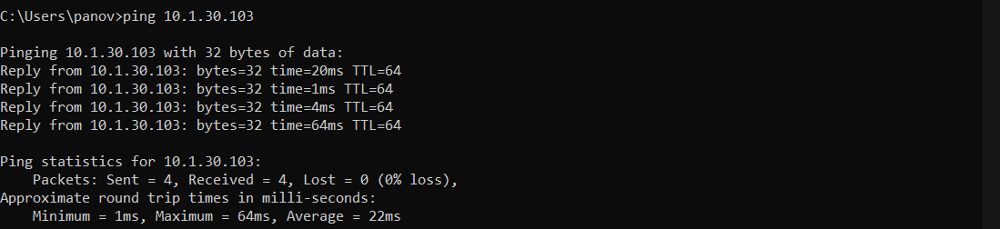 C:\Users\panov>ping 10.1.30.103
Pinging 10.1.30.103 with 32 bytes of data:
Reply from 10.1.30.103: bytes=32 time=20ms TTL=64
Reply from 10.1.30.103: bytes=32 time=1ms TTL=64
Reply from 10.1.30.103: bytes=32 time=4ms TTL=64
Reply from 10.1.30.103: bytes=32 time=64ms TTL=64
Ping statistics for 10.1.30.103:
    Packets: Sent = 4, Received = 4, Lost = 0 (0% loss),
Approximate round trip times in milli-seconds:
    Minimum = 1ms, Maximum = 64ms, Average = 22ms